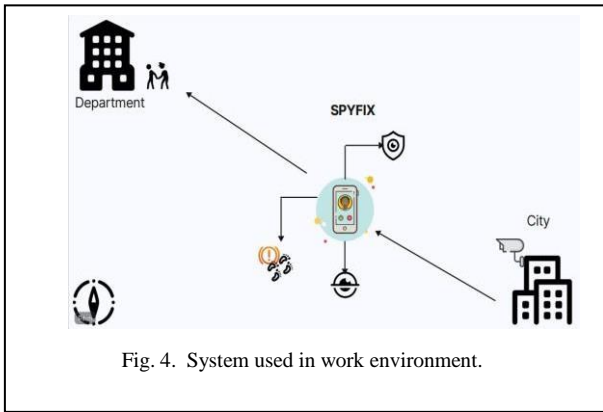 Department
SPYFIX
City
Fig. 4. System used in work environment.